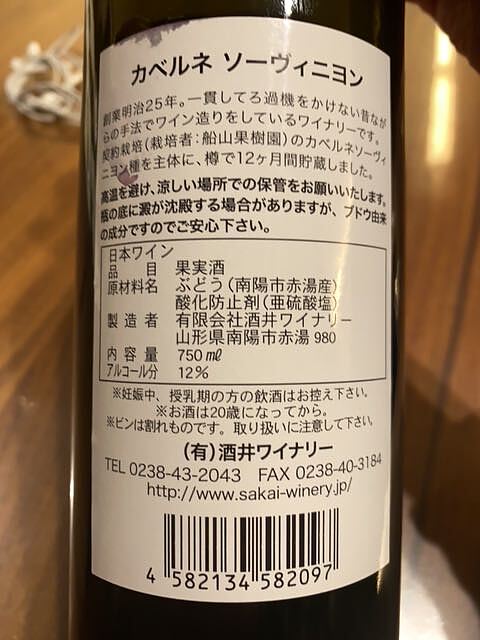 カベルネ ソーヴィニヨン
創業明治25年。一貫してろ過機をかけない昔なが
らの手法でワイン造りをしているワイナリーです。
契約栽培(栽培者:船山果樹園)のカベルネソーヴィ
ニヨン種を主体に、樽で12ヶ月間貯蔵しました。
高温を避け、涼しい場所での保管をお願いいたします。
瓶の底に澱が沈殿する場合がありますが、ブドウ由来
の成分ですのでご安心下さい。
日本ワイン
品目 果実酒
原材料名 ぶどう(南陽市赤湯産)
酸化防止剤(亜硫酸塩)
製造者 有限会社酒井ワイナリー
山形県南陽市赤湯980
内容量 750㎖
アルコール分 12%
※妊娠中、授乳期の方の飲酒はお控え下さい。
※お酒は20歳になってから。
※ビンは割れものです。取り扱いに注意して下さい。
(有)酒井ワイナリー
TEL 0238-43-2043 FAX 0238-40-3184
http://www.sakai-winery.jp/
4 582134 582097